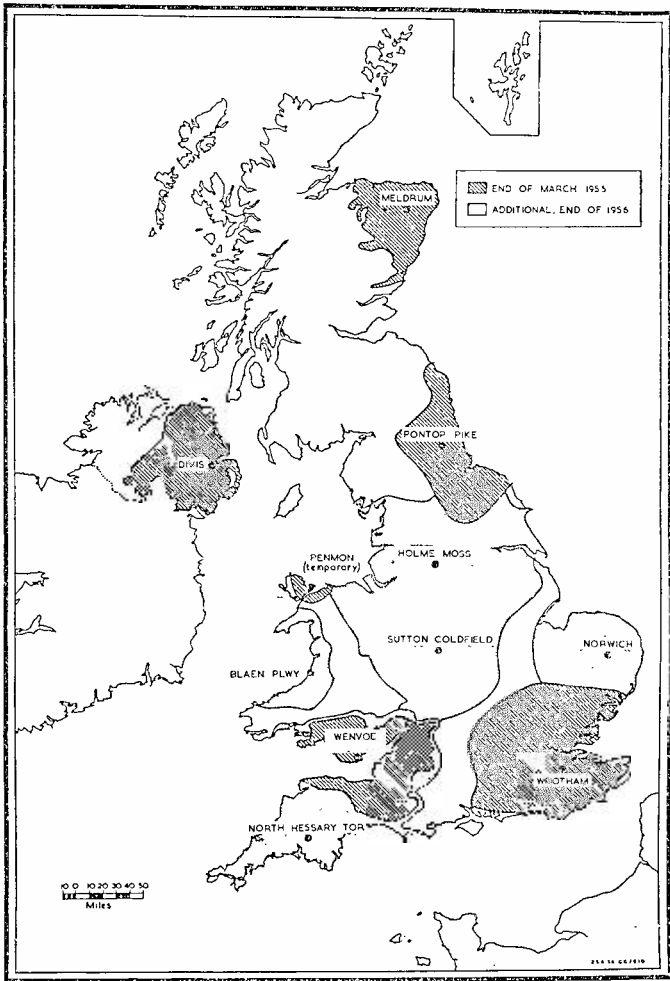 END OF MARCH 1955
ADDITIONAL, END OF 1956
MELDRUM
PONTOP PIKE
DIVIS
PENMON
(temporary)
HOLME MOSS
SUTTON COLDFIELD
NORWICH
BLAEN PLWY
WENVOE
WROTHAM
NORTH HESSARY TOR
10 0 10 20 30 40 50
Miles